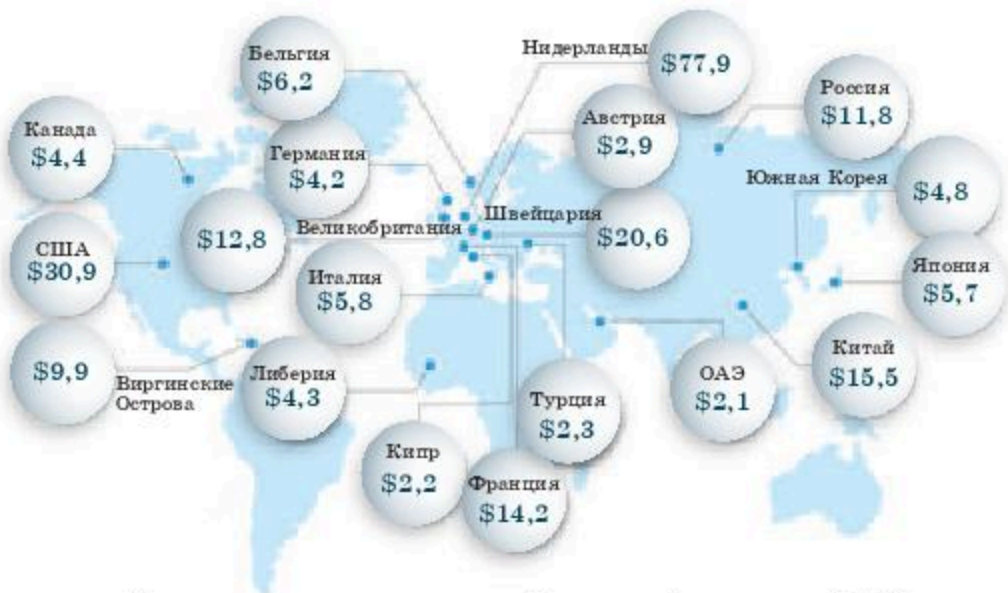 Бельгия
$6,2
Нидерланды
$77,9
Россия
$11,8
Канада
$4,4
Германия
$4,2
Австрия
$2,9
Южная Корея
$4,8
США
$30,9
$12,8
Великобритания
Швейцария
$20,6
Италия
$5,8
Япония
$5,7
$9,9
Виргинские
Острова
Либерия
$4,3
Турция
$2,3
ОАЭ
$2,1
Китай
$15,5
Кипр
$2,2
Франция
$14,2